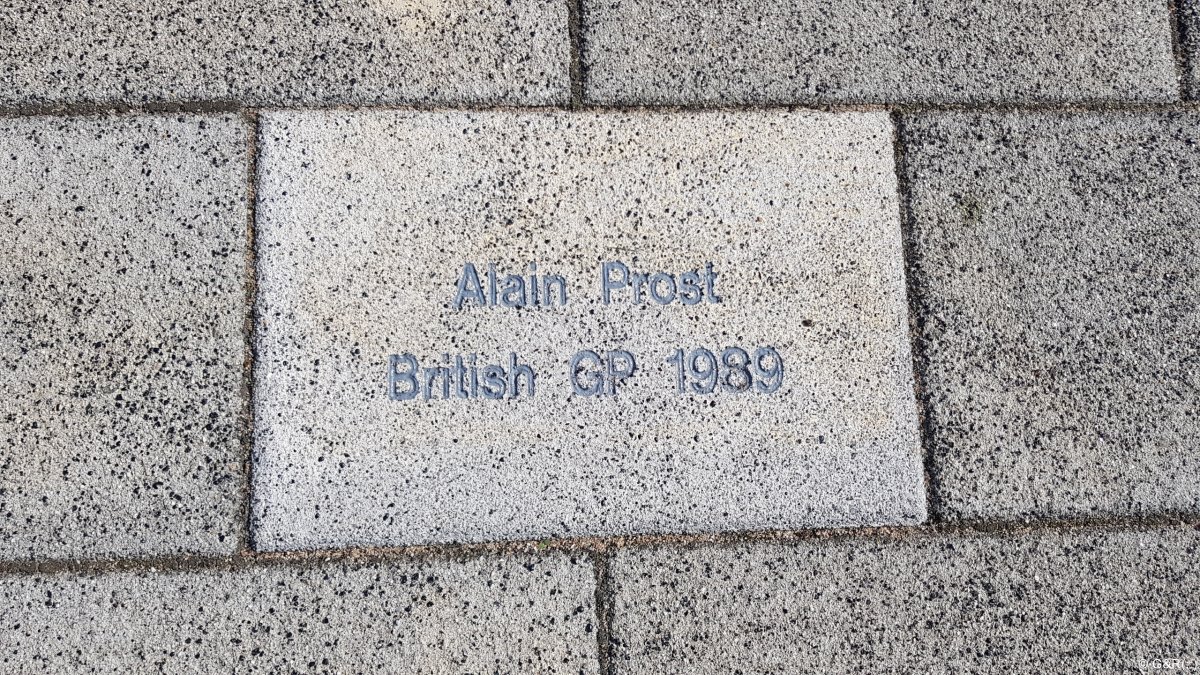 Alain Prost
British GP 1989